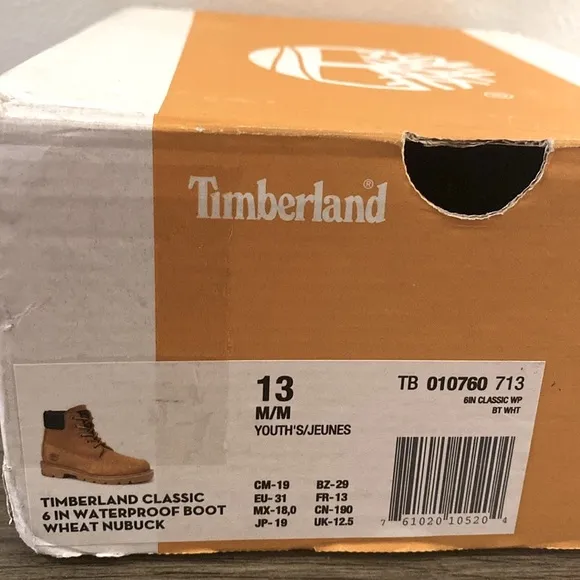 Timberland®
TIMBERLAND CLASSIC
6 IN WATERPROOF BOOT
WHEAT NUBUCK
13
M/M
YOUTH'S/JEUNES
CM-19 BZ-29
EU-31 FR-13
MX-18,0 CN-190
JP-19 UK-12.5
TB 010760 713
6IN CLASSIC WP
BT WHT
7 61020 10520 4